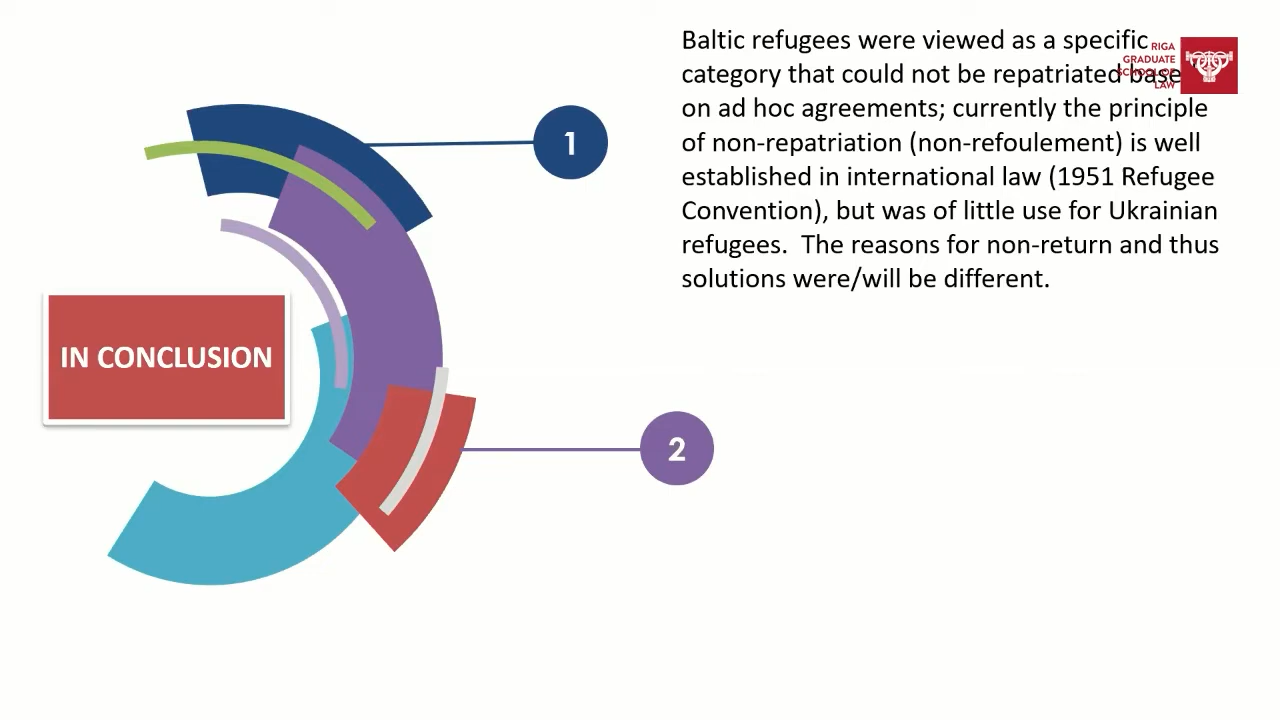 Baltic refugees were viewed as a specific
category that could not be repatriated based
on ad hoc agreements; currently the principle
of non-repatriation (non-refoulement) is well
established in international law (1951 Refugee
Convention), but was of little use for Ukrainian
refugees.  The reasons for non-return and thus
solutions were/will be different.
RIGA
GRADUATE
SCHOOL OF
LAW
1
IN CONCLUSION
2